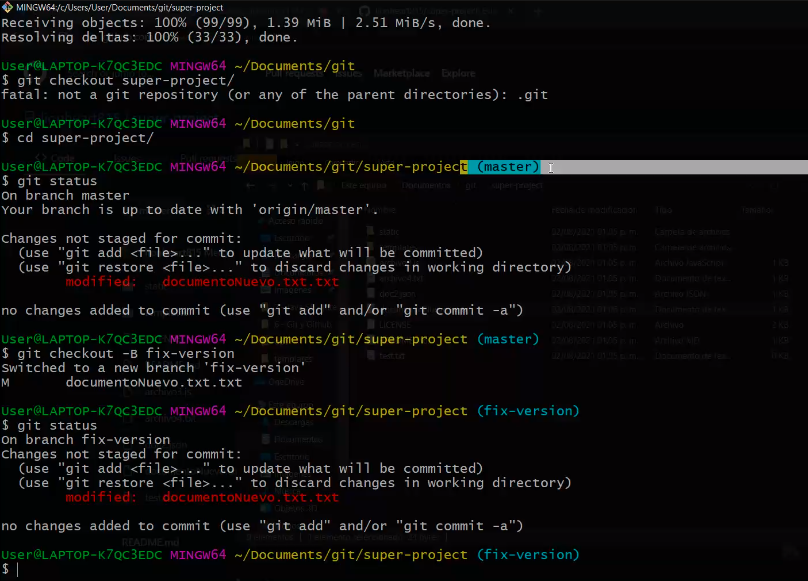 MINGW64:/c/Users/User/Documents/git/super-project
Receiving objects: 100% (99/99), 1.39 MiB | 2.51 MiB/s, done.
Resolving deltas: 100% (33/33), done.
User@LAPTOP-K7QC3EDC MINGW64 ~/Documents/git
$ git checkout super-project/
fatal: not a git repository (or any of the parent directories): .git
User@LAPTOP-K7QC3EDC MINGW64 ~/Documents/git
$ cd super-project/
User@LAPTOP-K7QC3EDC MINGW64 ~/Documents/git/super-project (master)
$ git status
On branch master
Your branch is up to date with 'origin/master'.
Changes not staged for commit:
(use "git add <file>..." to update what will be committed)
(use "git restore <file>..." to discard changes in working directory)
modified: documentoNuevo.txt.txt
no changes added to commit (use "git add" and/or "git commit -a")
User@LAPTOP-K7QC3EDC MINGW64 ~/Documents/git/super-project (master)
$ git checkout -B fix-version
Switched to a new branch 'fix-version'
M documentoNuevo.txt.txt
User@LAPTOP-K7QC3EDC MINGW64 ~/Documents/git/super-project (fix-version)
$ git status
On branch fix-version
Changes not staged for commit:
(use "git add <file>..." to update what will be committed)
(use "git restore <file>..." to discard changes in working directory)
modified: documentoNuevo.txt.txt
no changes added to commit (use "git add" and/or "git commit -a")
User@LAPTOP-K7QC3EDC MINGW64 ~/Documents/git/super-project (fix-version)
$